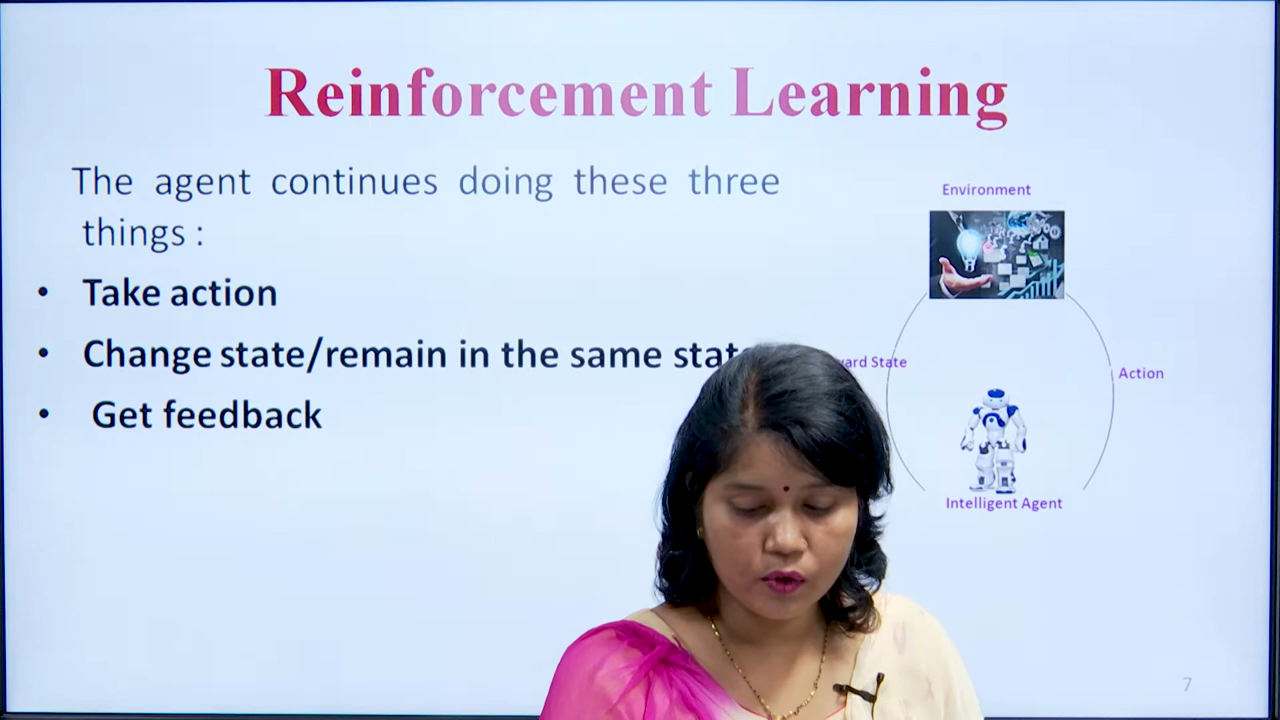 Reinforcement Learning
The agent continues doing these three
things :
• Take action
• Change state/remain in the same
• Get feedback
Environment
State
Action
Intelligent Agent
7